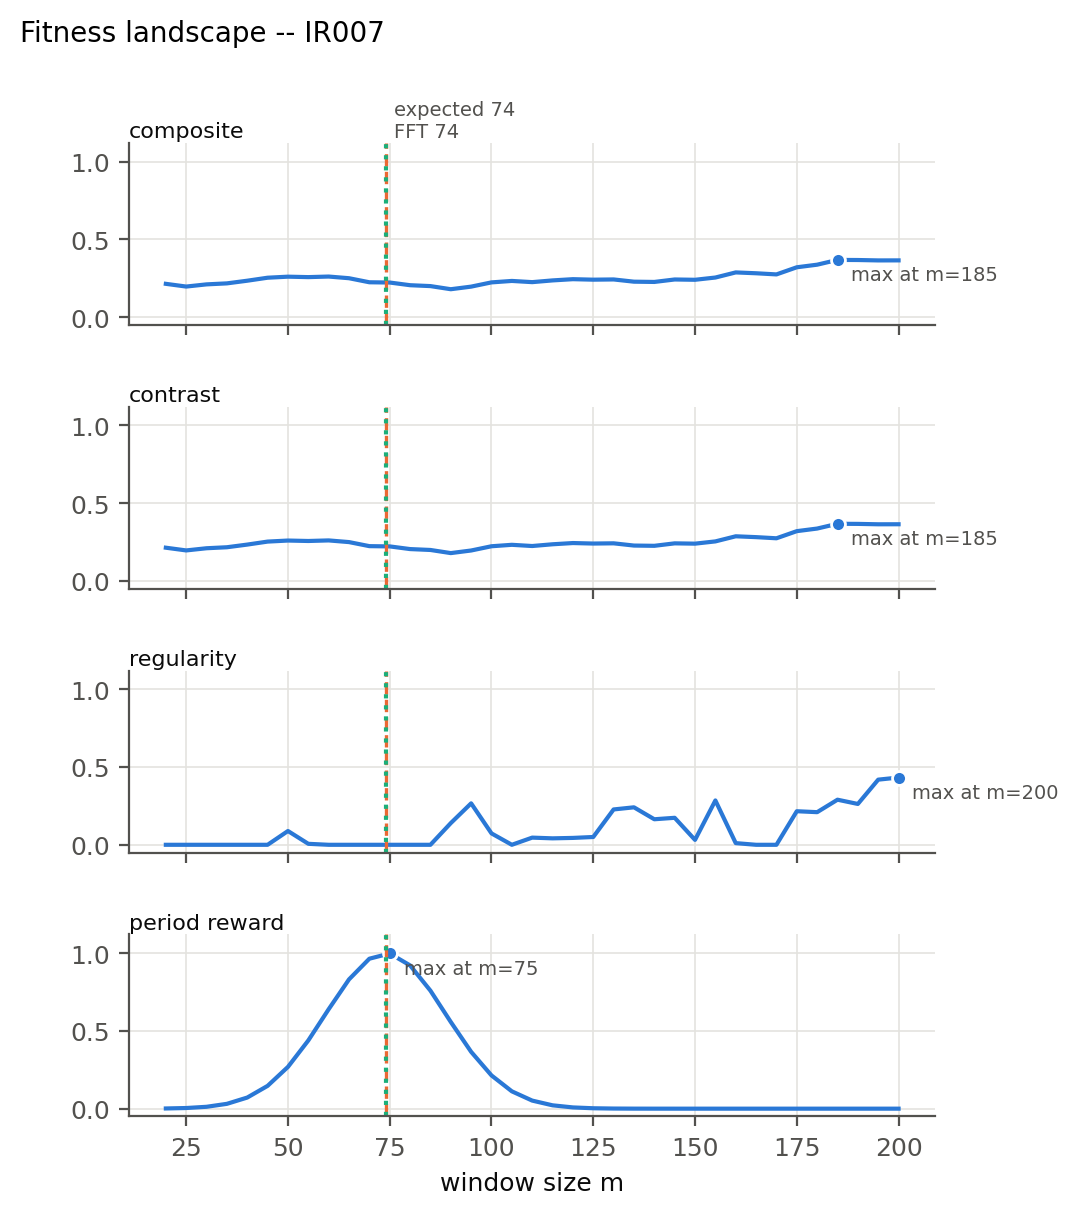 Fitness landscape -- IR007
expected 74
FFT 74
composite
1.0
0.5
0.0
max at m=185
contrast
1.0
0.5
0.0
max at m=185
regularity
1.0
0.5
0.0
max at m=200
period reward
1.0
0.5
0.0
max at m=75
25 50 75 100 125 150 175 200
window size m